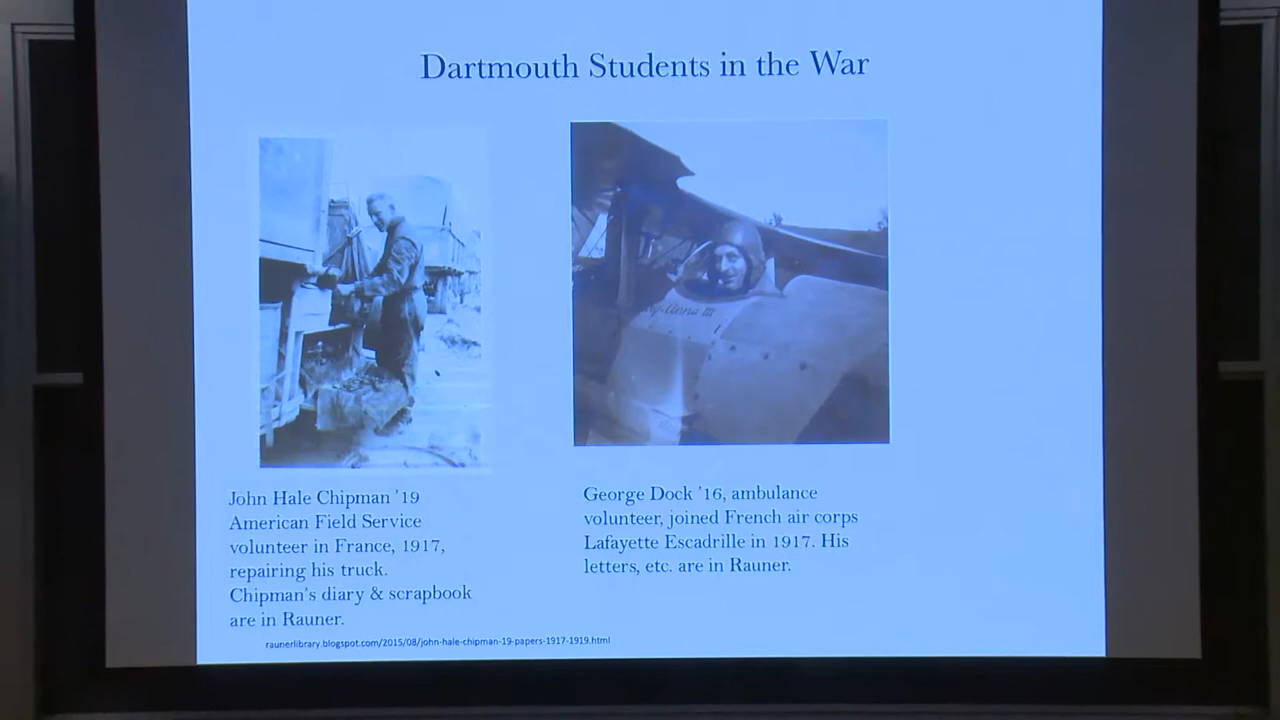 Dartmouth Students in the War
-Anna III
John Hale Chipman '19
American Field Service
volunteer in France, 1917,
repairing his truck.
Chipman's diary & scrapbook
are in Rauner.
George Dock '16, ambulance
volunteer, joined French air corps
Lafayette Escadrille in 1917. His
letters, etc. are in Rauner.
raunerlibrary.blogspot.com/2015/08/john-hale-chipman-19-papers-1917-1919.html